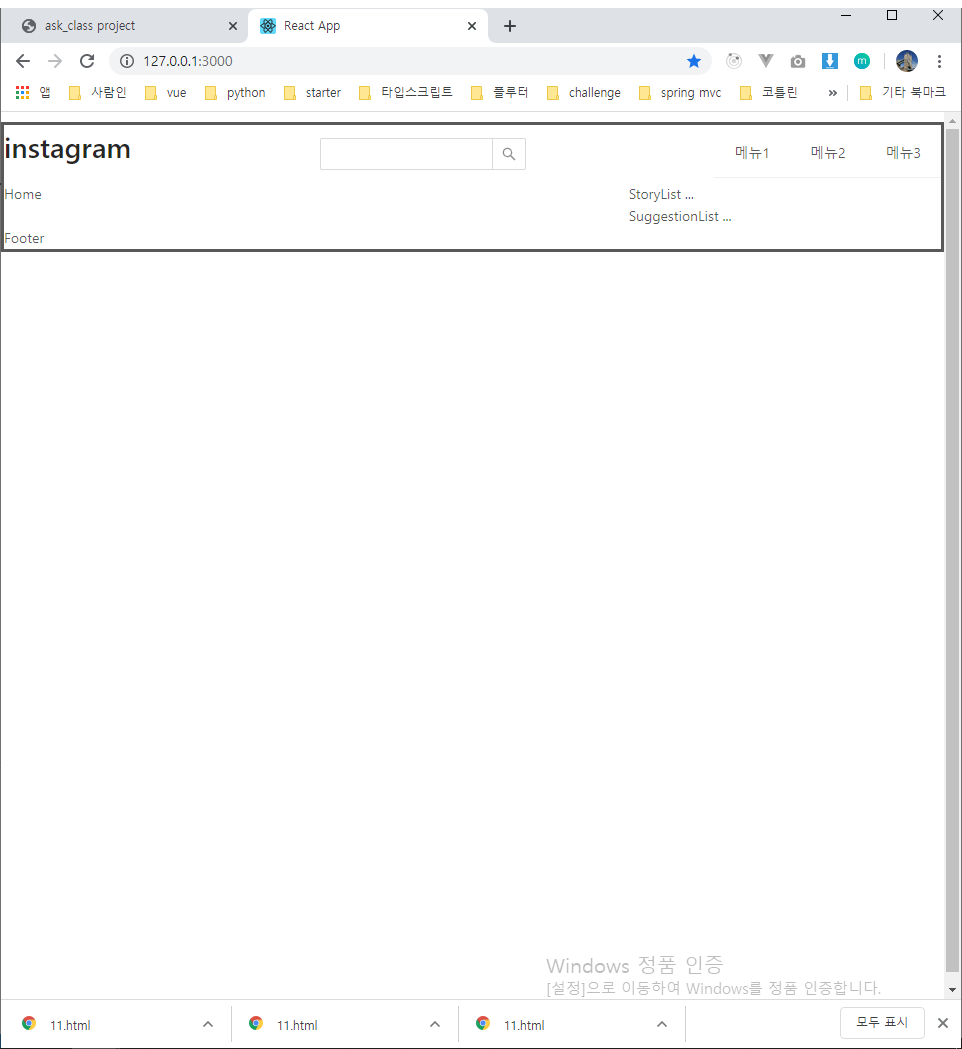 ask_class project
React App
127.0.0.1:3000
앱 사람인 vue python starter 타입스크립트 플루터 challenge spring mvc 코틀린 » 기타 북마크
instagram
메뉴1 메뉴2 메뉴3
Home
StoryList ...
SuggestionList ...
Footer
Windows 정품 인증
[설정]으로 이동하여 Windows를 정품 인증합니다.
11.html 11.html 11.html 모두 표시